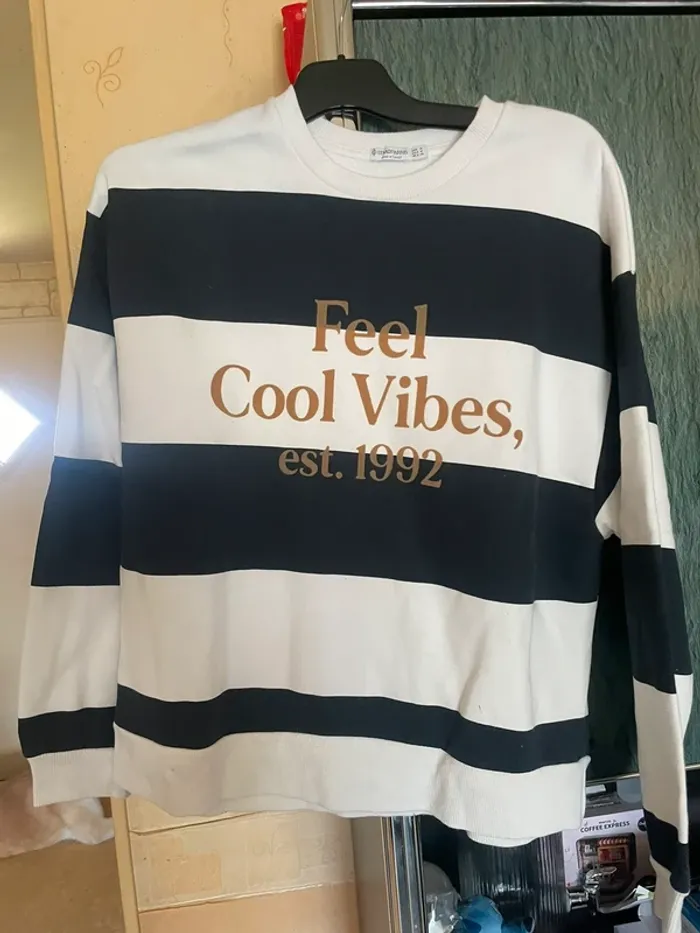 Feel
Cool Vibes,
est. 1992
COFFEE EXPRESS